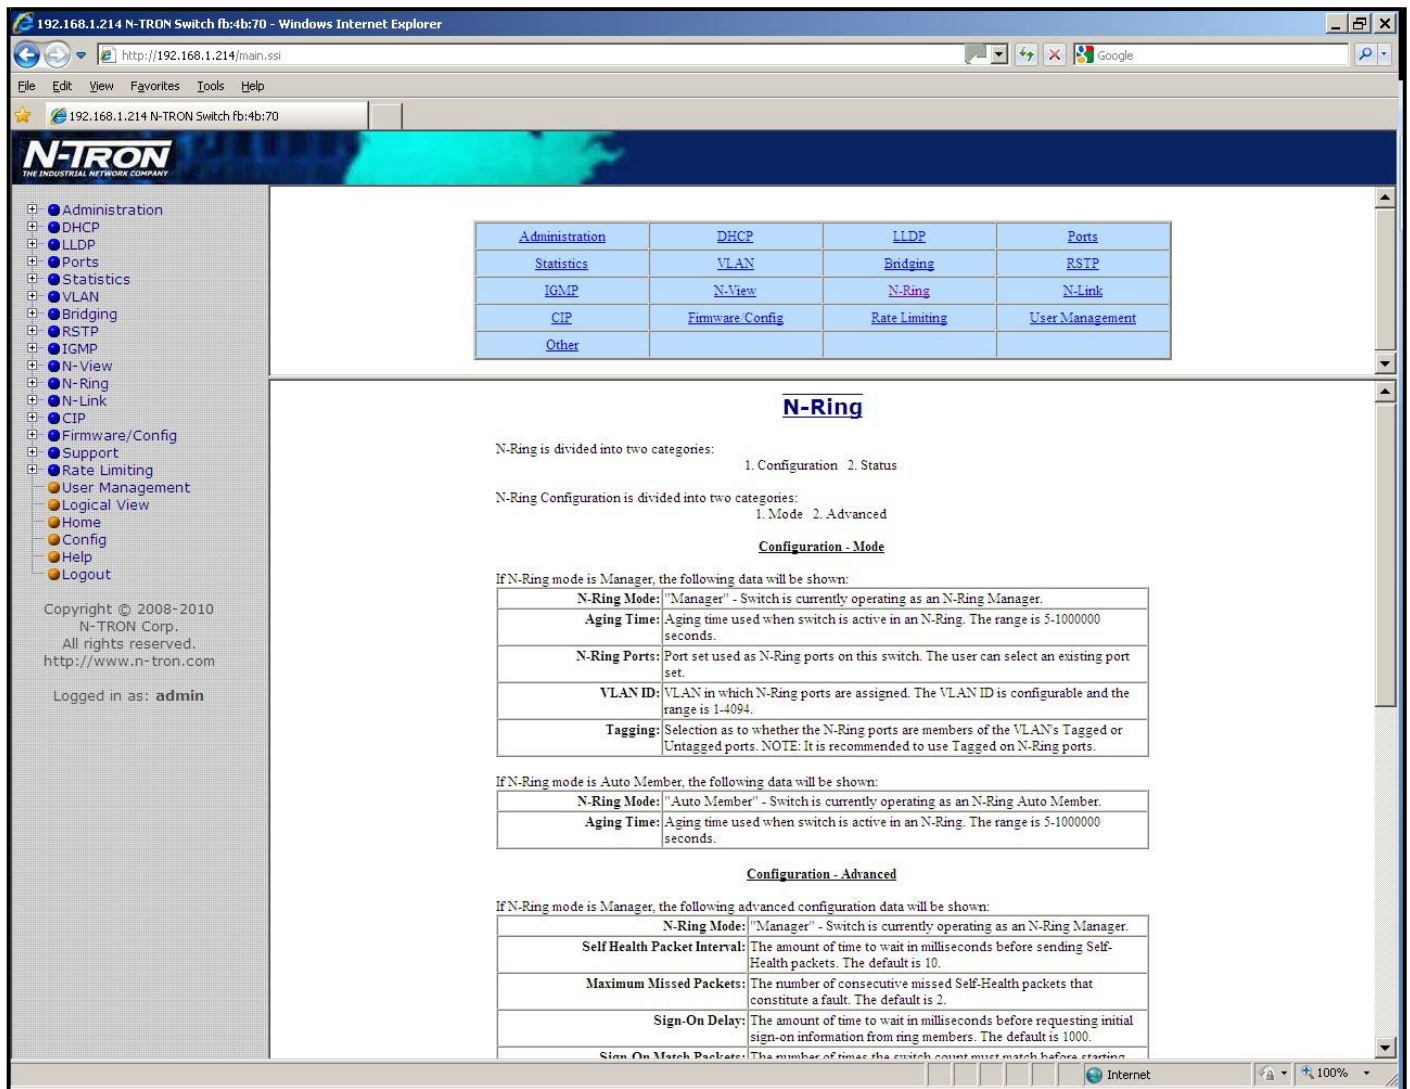 192.168.1.214 N-TRON Switch fb:4b:70 - Windows Internet Explorer
http://192.168.1.214/main.ssi
Google
File Edit View Favorites Tools Help
192.168.1.214 N-TRON Switch fb:4b:70
N-TRON
THE INDUSTRIAL NETWORK COMPANY
Administration
DHCP
LLDP
Ports
Statistics
VLAN
Bridging
RSTP
IGMP
N-View
N-Ring
N-Link
CIP
Firmware/Config
Support
Rate Limiting
User Management
Logical View
Home
Config
Help
Logout
Copyright © 2008-2010
N-TRON Corp.
All rights reserved.
http://www.n-tron.com
Logged in as: admin
Administration DHCP LLDP Ports
Statistics VLAN Bridging RSTP
IGMP N-View N-Ring N-Link
CIP Firmware/Config Rate Limiting User Management
Other
N-Ring
N-Ring is divided into two categories:
1. Configuration 2. Status
N-Ring Configuration is divided into two categories:
1. Mode 2. Advanced
Configuration - Mode
If N-Ring mode is Manager, the following data will be shown:
N-Ring Mode: "Manager" - Switch is currently operating as an N-Ring Manager.
Aging Time: Aging time used when switch is active in an N-Ring. The range is 5-1000000
seconds.
N-Ring Ports: Port set used as N-Ring ports on this switch. The user can select an existing port
set.
VLAN ID: VLAN in which N-Ring ports are assigned. The VLAN ID is configurable and the
range is 1-4094.
Tagging: Selection as to whether the N-Ring ports are members of the VLAN's Tagged or
Untagged ports. NOTE: It is recommended to use Tagged on N-Ring ports.
If N-Ring mode is Auto Member, the following data will be shown:
N-Ring Mode: "Auto Member" - Switch is currently operating as an N-Ring Auto Member.
Aging Time: Aging time used when switch is active in an N-Ring. The range is 5-1000000
seconds.
Configuration - Advanced
If N-Ring mode is Manager, the following advanced configuration data will be shown:
N-Ring Mode: "Manager" - Switch is currently operating as an N-Ring Manager.
Self Health Packet Interval: The amount of time to wait in milliseconds before sending Self-
Health packets. The default is 10.
Maximum Missed Packets: The number of consecutive missed Self-Health packets that
constitute a fault. The default is 2.
Sign-On Delay: The amount of time to wait in milliseconds before requesting initial
sign-on information from ring members. The default is 1000.
Sign-On Match Packets: The number of times the switch count must match before starting
Internet 100%